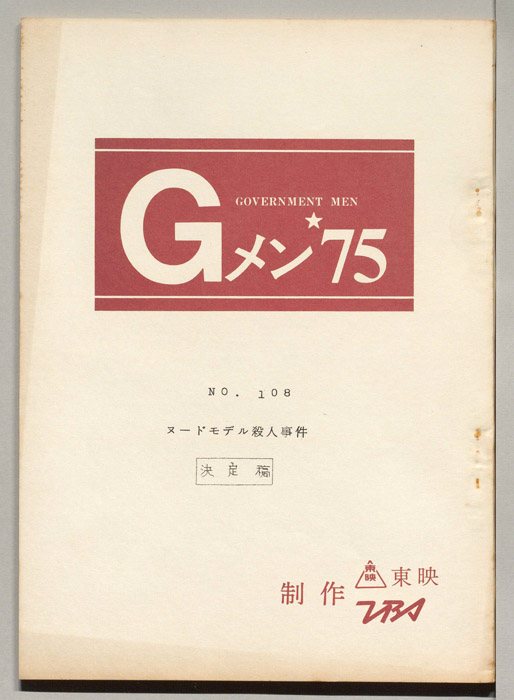 GOVERNMENT MEN
Gメン★'75
NO. 108
ヌードモデル殺人事件
決定稿
制作 東映 東映
TBS